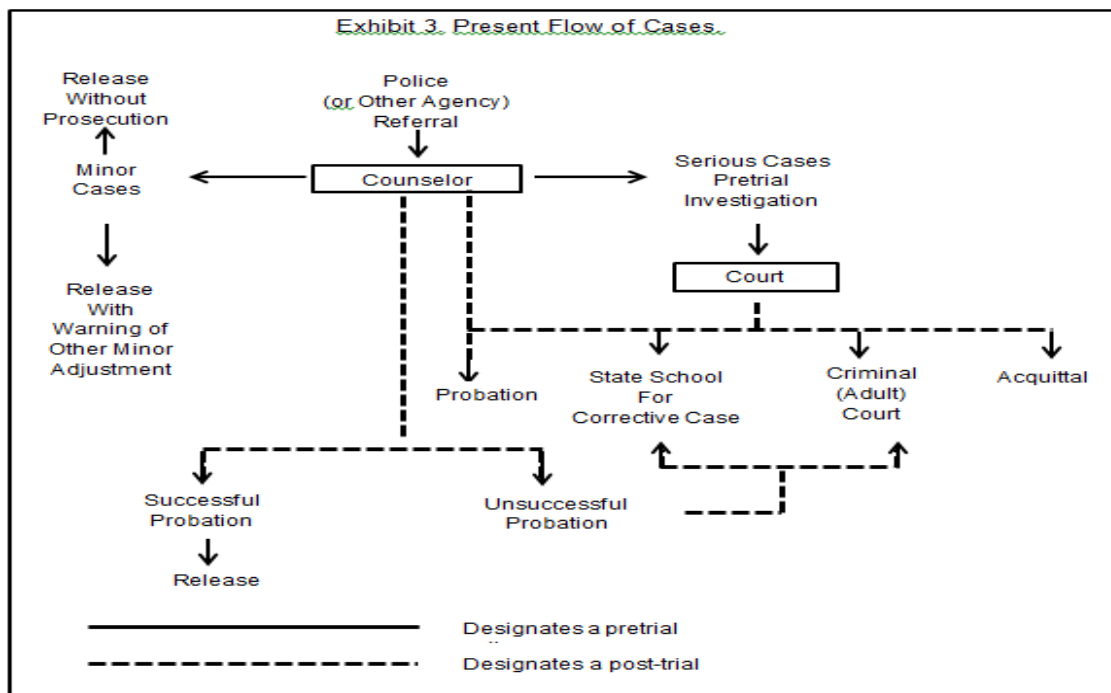 Exhibit 3. Present Flow of Cases.
Release
Without
Prosecution
Police
(or Other Agency)
Referral
Minor
Cases
Counselor
Serious Cases
Pretrial
Investigation
Court
Release
With
Warning of
Other Minor
Adjustment
Probation
State School
For
Corrective Case
Criminal
(Adult)
Court
Acquittal
Successful
Probation
Unsuccessful
Probation
Release
Designates a pretrial
Designates a post-trial